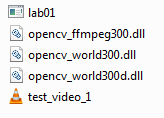 lab01
opencv_ffmpeg300.dll
opencv_world300.dll
opencv_world300d.dll
test_video_1